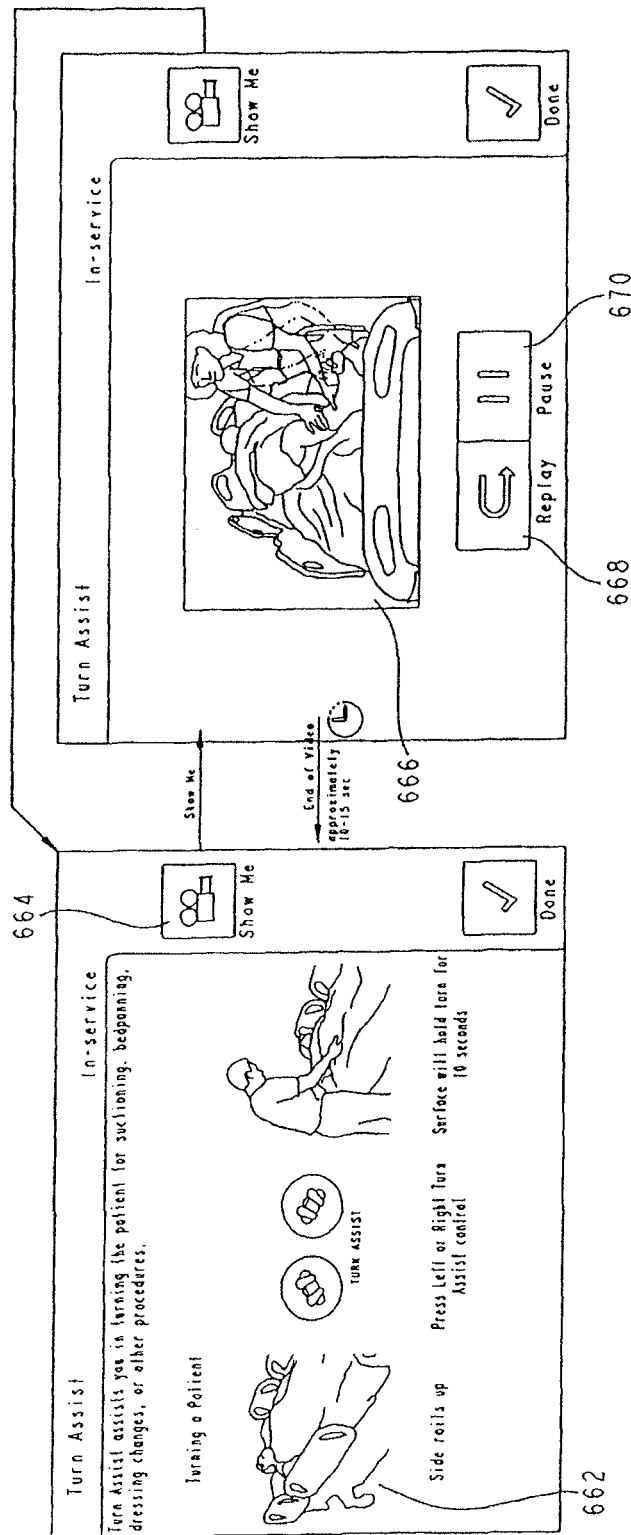 Turn Assist
In-service
Turn Assist assists you in turning the patient for suctioning, bedpanning,
dressing changes, or other procedures.
Turning a Patient
TURN ASSIST
Side rails up
Press Left or Right Turn
Assist control
Surface will hold turn for
10 seconds
662
664
Show Me
Done
Show Me
End of Video
approximately
10-15 sec
Turn Assist
In-service
666
Replay
Pause
668
670
Show Me
Done